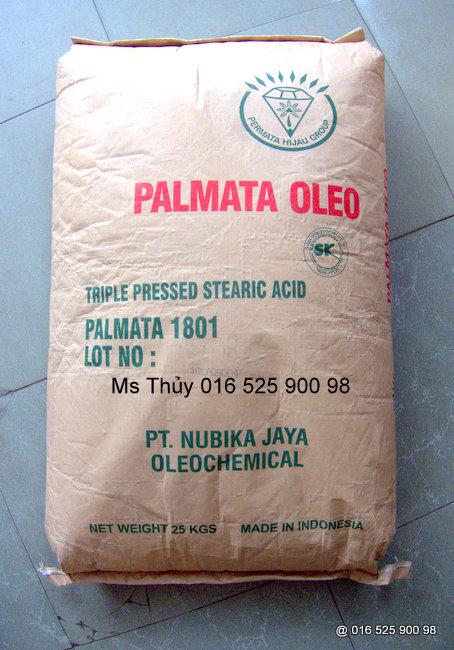 PERMATA HIJAU GROUP
PALMATA OLEO
SK
TRIPLE PRESSED STEARIC ACID
PALMATA 1801
LOT NO :
Ms Thủy 016 525 900 98
PT. NUBIKA JAYA
OLEOCHEMICAL
NET WEIGHT 25 KGS MADE IN INDONESIA
@ 016 525 900 98